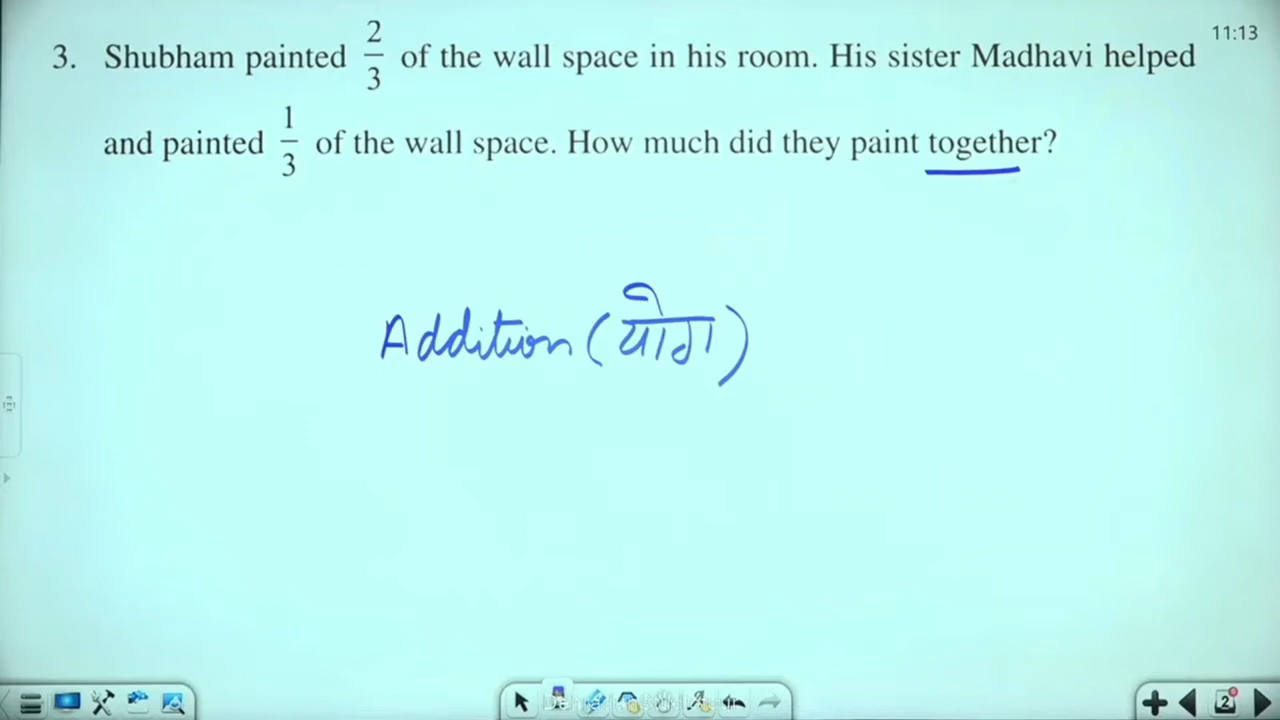 11:13
3. Shubham painted 2/3 of the wall space in his room. His sister Madhavi helped
and painted 1/3 of the wall space. How much did they paint together?
Addition (योग)
2